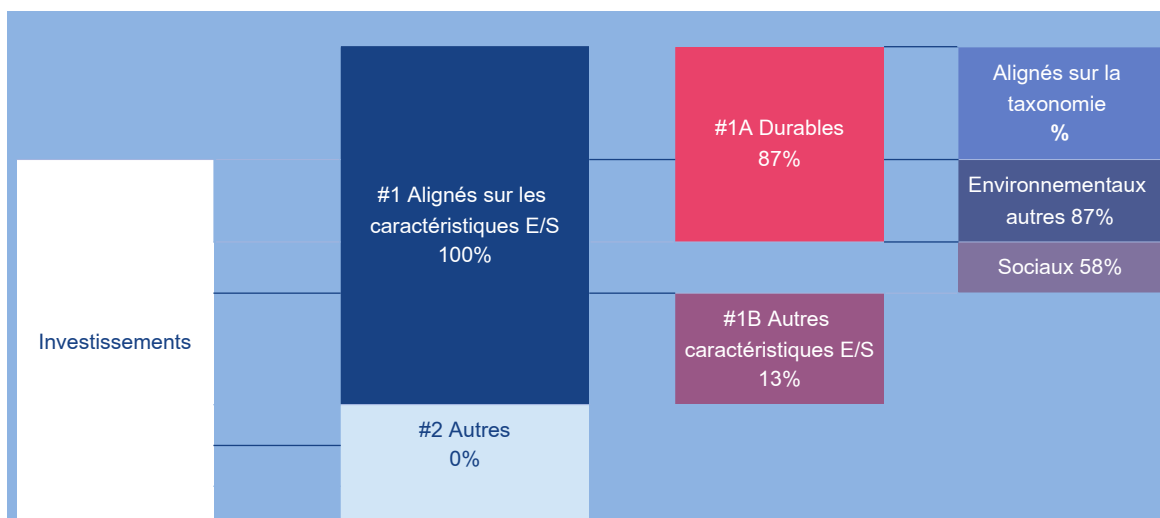 Investissements
#1 Alignés sur les
caractéristiques E/S
100%
#2 Autres
0%
#1A Durables
87%
#1B Autres
caractéristiques E/S
13%
Alignés sur la
taxonomie
%
Environnementaux
autres 87%
Sociaux 58%